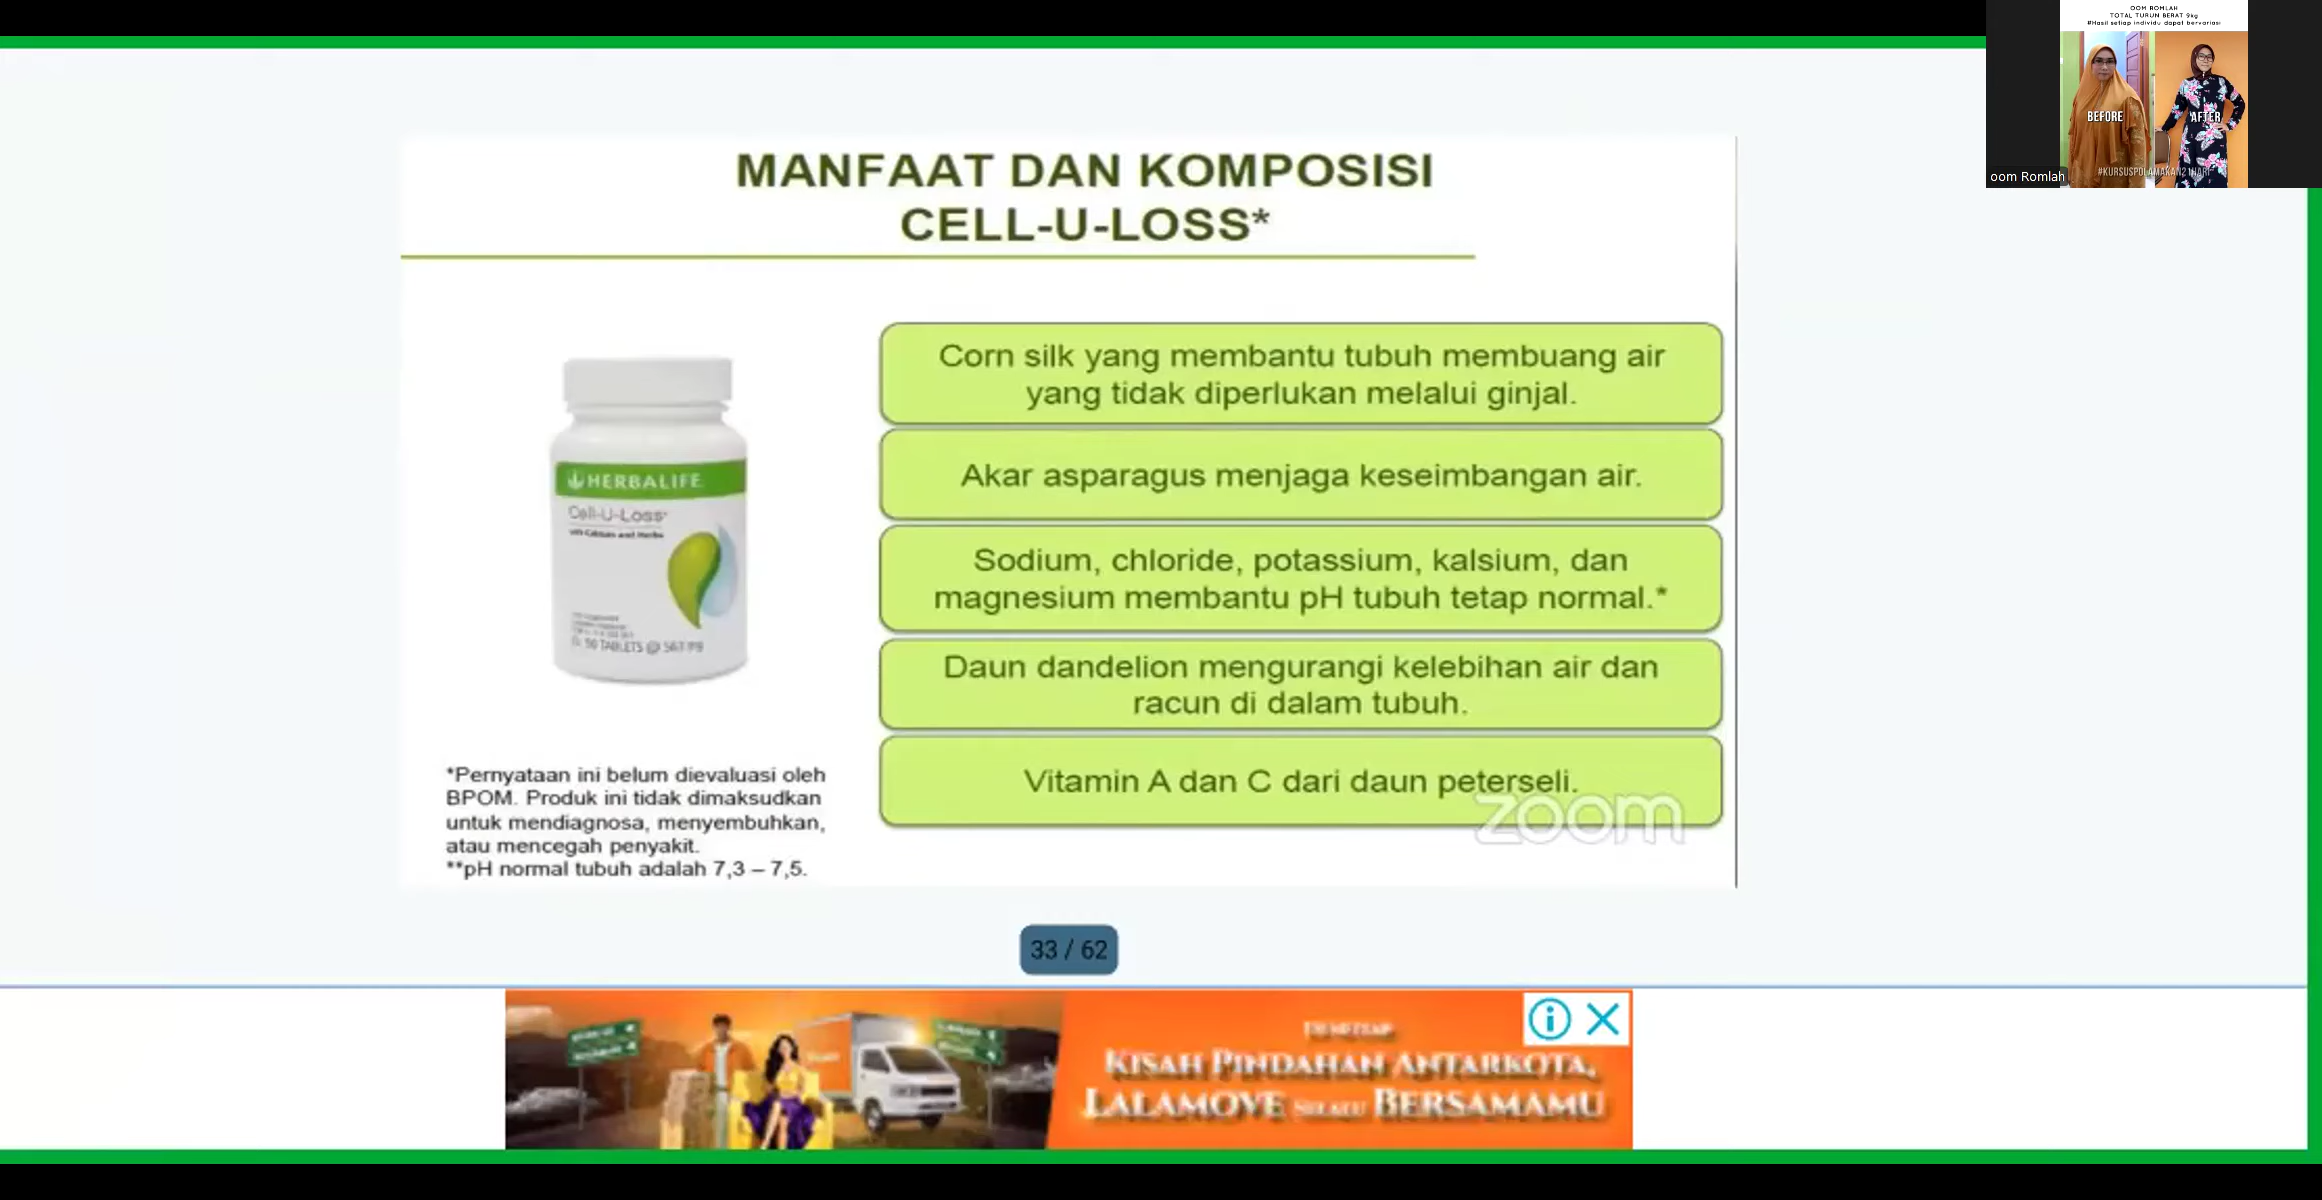 OOM ROMLAH
TOTAL TURUN BERAT 9kg
#Hasil setiap individu dapat bervariasi
BEFORE
AFTER
#KURSUSPOLAMAKAN21HARI
oom Romlah
MANFAAT DAN KOMPOSISI
CELL-U-LOSS*
Corn silk yang membantu tubuh membuang air
yang tidak diperlukan melalui ginjal.
Akar asparagus menjaga keseimbangan air.
Sodium, chloride, potassium, kalsium, dan
magnesium membantu pH tubuh tetap normal.*
Daun dandelion mengurangi kelebihan air dan
racun di dalam tubuh.
Vitamin A dan C dari daun peterseli.
zoom
HERBALIFE
Cell-U-Loss
with Calcium and Herbs
90 TABLETS @
*Pernyataan ini belum dievaluasi oleh
BPOM. Produk ini tidak dimaksudkan
untuk mendiagnosa, menyembuhkan,
atau mencegah penyakit.
**pH normal tubuh adalah 7,3 – 7,5.
33 / 62
KISAH PINDAHAN ANTARKOTA,
LALAMOVE SELALU BERSAMAMU